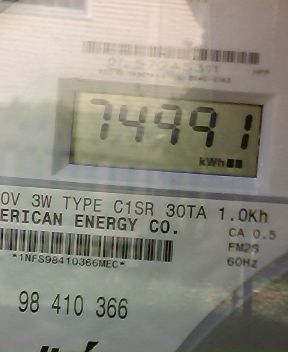 74991
kWh
0V 3W TYPE C1SR 30TA 1.0Kh
ERICAN ENERGY CO.
CA 0.5
FM2S
*1NFS98410366MEC*
60Hz
98 410 366